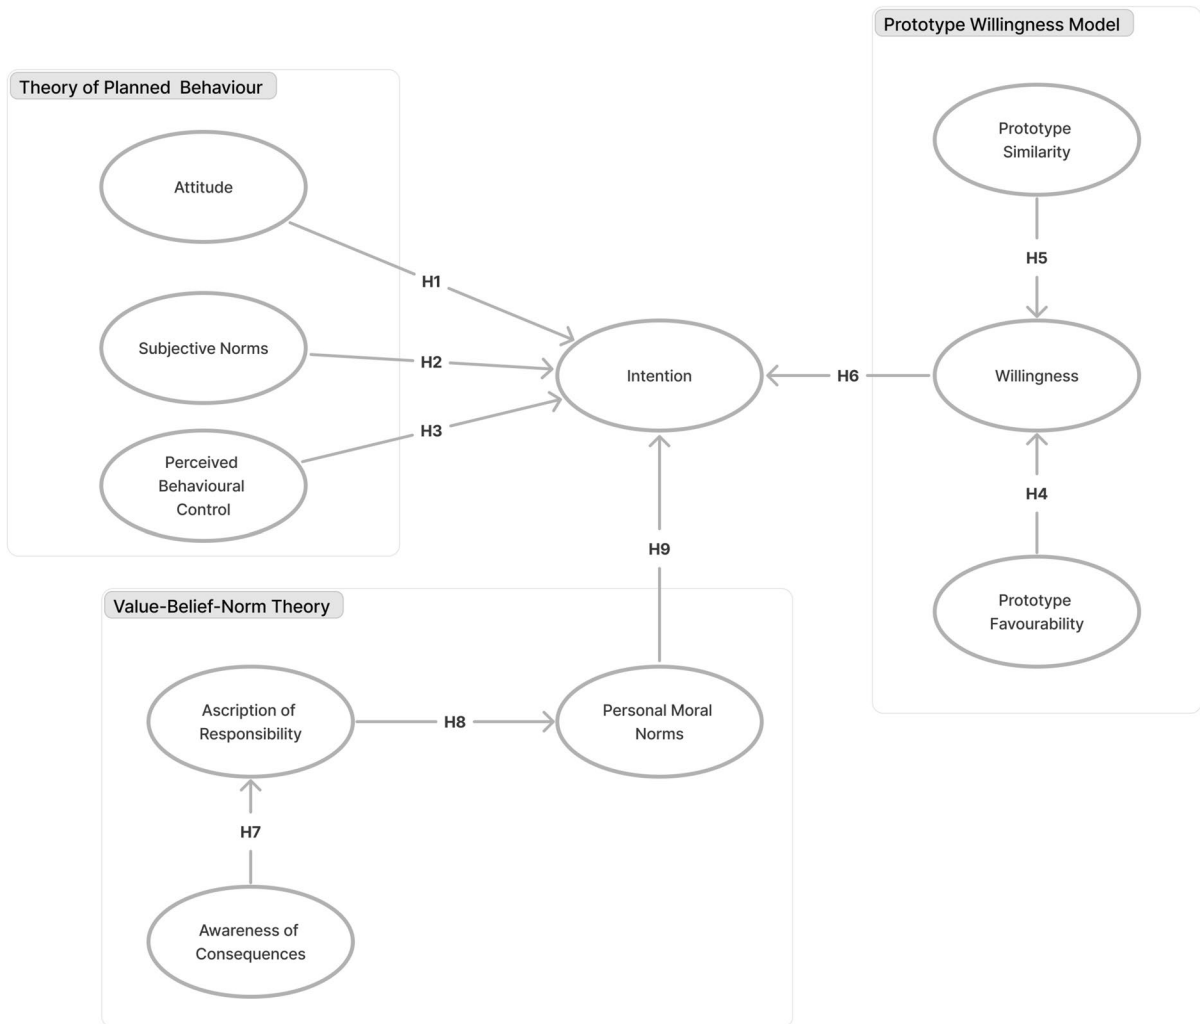 Prototype Willingness Model
Theory of Planned Behaviour
Prototype
Similarity
Attitude
H5
H1
Subjective Norms
H2
Intention
H6
Willingness
H3
Perceived
Behavioural
Control
H4
H9
Prototype
Favourability
Value-Belief-Norm Theory
Ascription of
Responsibility
H8
Personal Moral
Norms
H7
Awareness of
Consequences